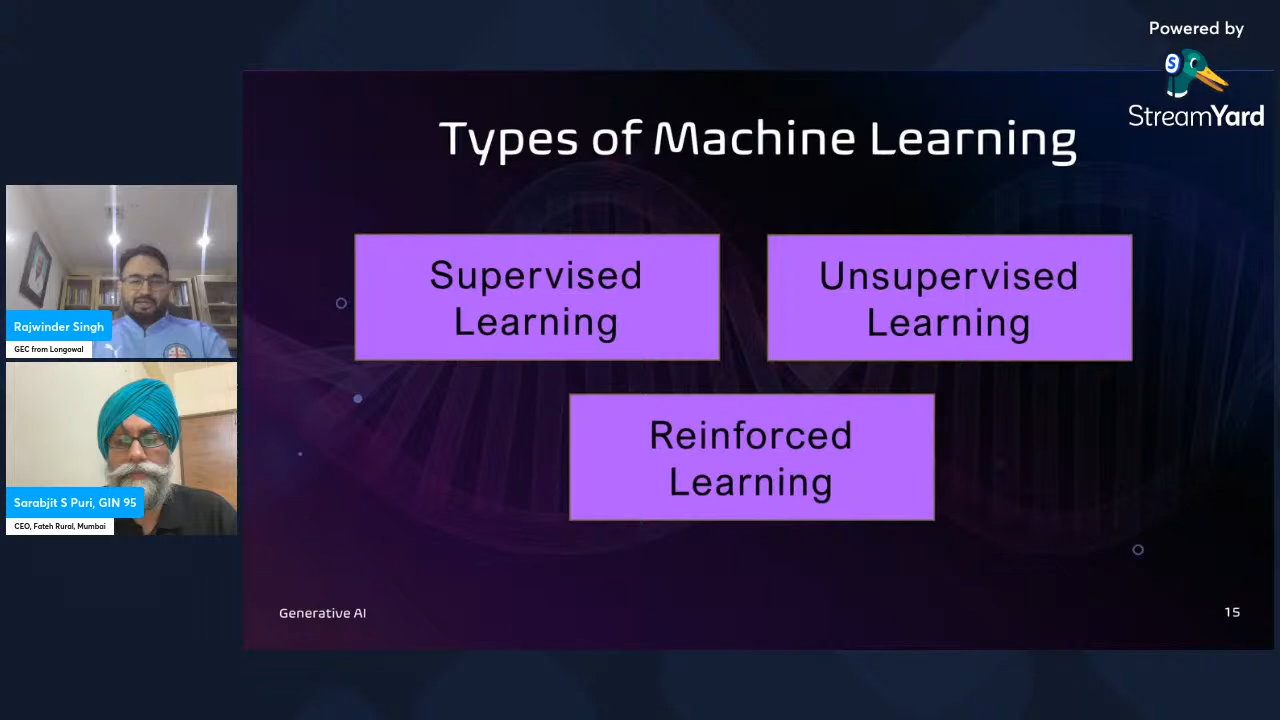 Powered by
StreamYard
Types of Machine Learning
Supervised
Learning
Unsupervised
Learning
Reinforced
Learning
Rajwinder Singh
GEC from Longowal
Sarabjit S Puri, GIN 95
CEO, Fateh Rural, Mumbai
Generative AI
15